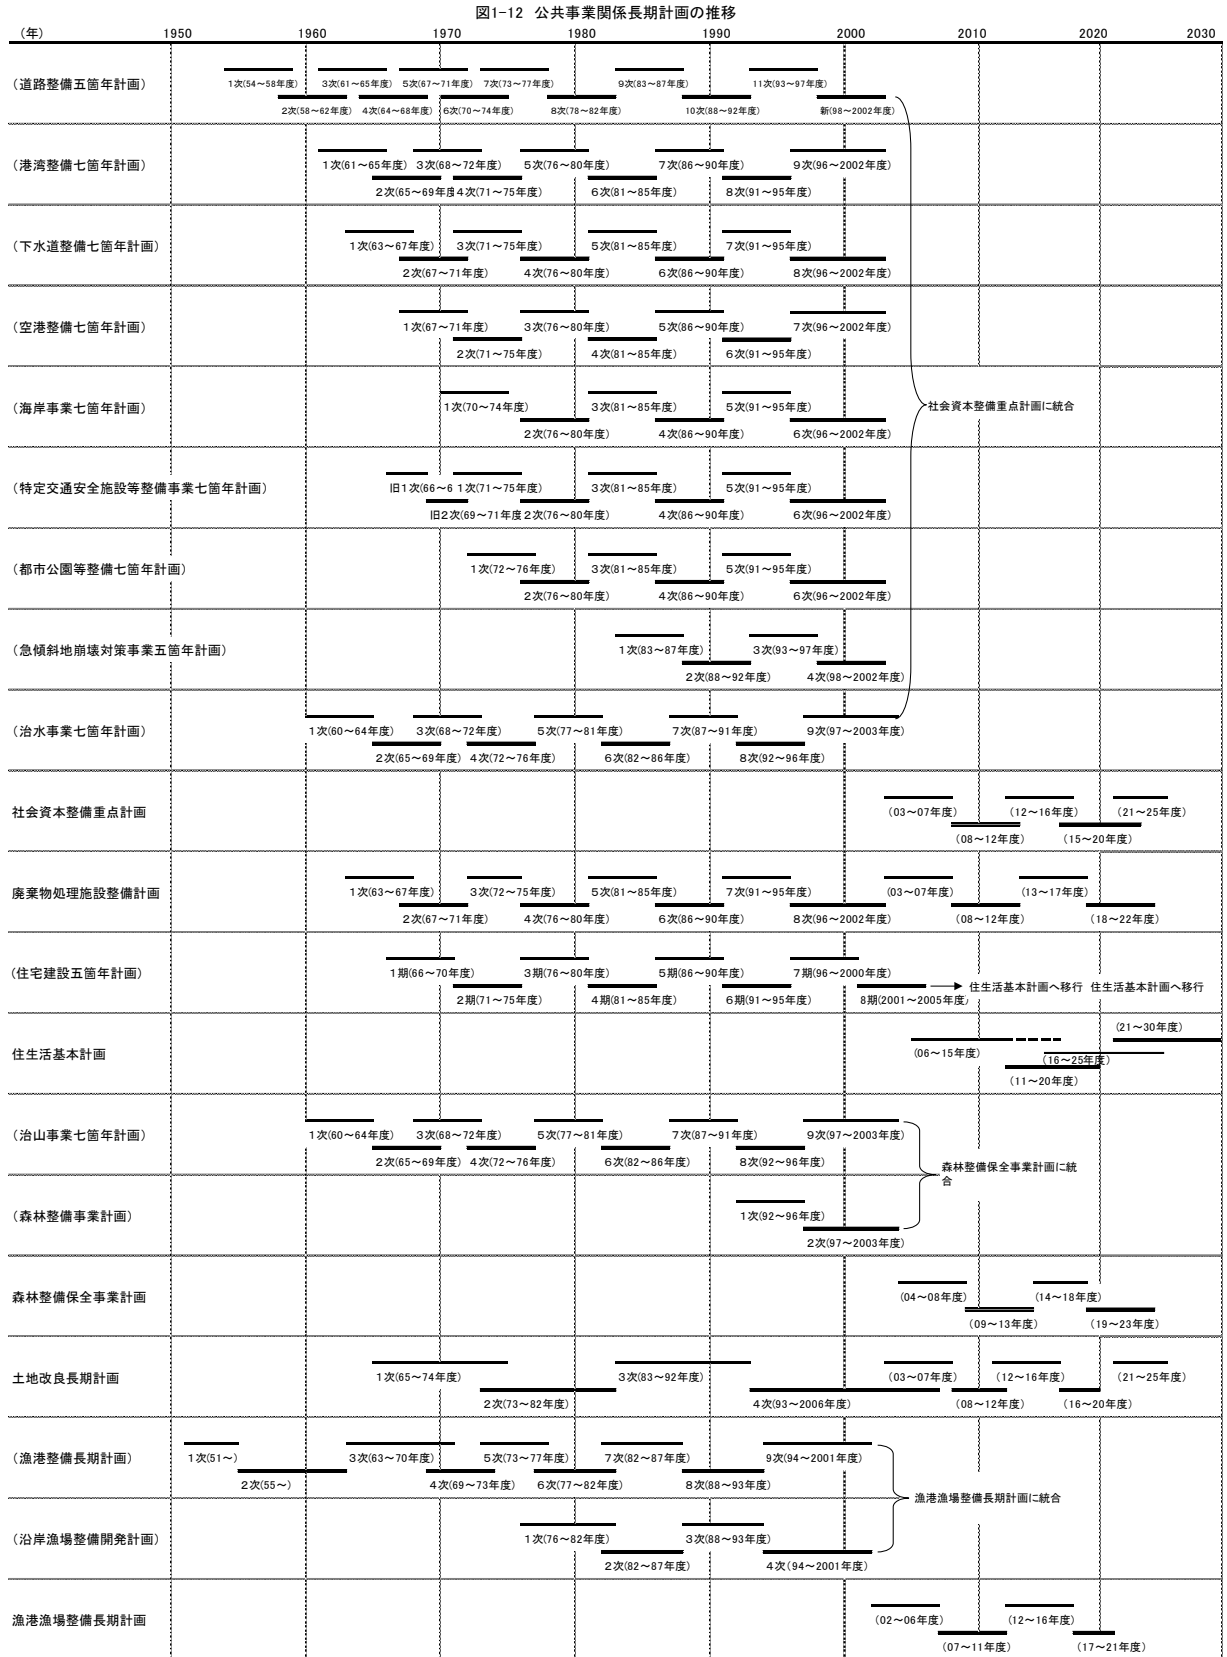 図1-12 公共事業関係長期計画の推移
(年) 1950 1960 1970 1980 1990 2000 2010 2020 2030
(道路整備五箇年計画)
1次(54～58年度) 3次(61～65年度) 5次(67～71年度) 7次(73～77年度) 9次(83～87年度) 11次(93～97年度)
2次(58～62年度) 4次(64～68年度) 6次(70～74年度) 8次(78～82年度) 10次(88～92年度) 新(98～2002年度)
(港湾整備七箇年計画)
1次(61～65年度) 3次(68～72年度) 5次(76～80年度) 7次(86～90年度) 9次(96～2002年度)
2次(65～69年度 4次(71～75年度) 6次(81～85年度) 8次(91～95年度)
(下水道整備七箇年計画)
1次(63～67年度) 3次(71～75年度) 5次(81～85年度) 7次(91～95年度)
2次(67～71年度) 4次(76～80年度) 6次(86～90年度) 8次(96～2002年度)
(空港整備七箇年計画)
1次(67～71年度) 3次(76～80年度) 5次(86～90年度) 7次(96～2002年度)
2次(71～75年度) 4次(81～85年度) 6次(91～95年度)
(海岸事業七箇年計画)
1次(70～74年度) 3次(81～85年度) 5次(91～95年度)
社会資本整備重点計画に統合
2次(76～80年度) 4次(86～90年度) 6次(96～2002年度)
(特定交通安全施設等整備事業七箇年計画)
旧1次(66～6 1次(71～75年度) 3次(81～85年度) 5次(91～95年度)
旧2次(69～71年度 2次(76～80年度) 4次(86～90年度) 6次(96～2002年度)
(都市公園等整備七箇年計画)
1次(72～76年度) 3次(81～85年度) 5次(91～95年度)
2次(76～80年度) 4次(86～90年度) 6次(96～2002年度)
(急傾斜地崩壊対策事業五箇年計画)
1次(83～87年度) 3次(93～97年度)
2次(88～92年度) 4次(98～2002年度)
(治水事業七箇年計画)
1次(60～64年度) 3次(68～72年度) 5次(77～81年度) 7次(87～91年度) 9次(97～2003年度)
2次(65～69年度) 4次(72～76年度) 6次(82～86年度) 8次(92～96年度)
社会資本整備重点計画
(03～07年度) (12～16年度) (21～25年度)
(08～12年度) (15～20年度)
廃棄物処理施設整備計画
1次(63～67年度) 3次(72～75年度) 5次(81～85年度) 7次(91～95年度) (03～07年度) (13～17年度)
2次(67～71年度) 4次(76～80年度) 6次(86～90年度) 8次(96～2002年度) (08～12年度) (18～22年度)
(住宅建設五箇年計画)
1期(66～70年度) 3期(76～80年度) 5期(86～90年度) 7期(96～2000年度)
住生活基本計画へ移行 住生活基本計画へ移行
2期(71～75年度) 4期(81～85年度) 6期(91～95年度) 8期(2001～2005年度)
(21～30年度)
住生活基本計画
(06～15年度) (16～25年度)
(11～20年度)
(治山事業七箇年計画)
1次(60～64年度) 3次(68～72年度) 5次(77～81年度) 7次(87～91年度) 9次(97～2003年度)
2次(65～69年度) 4次(72～76年度) 6次(82～86年度) 8次(92～96年度)
森林整備保全事業計画に統
合
(森林整備事業計画)
1次(92～96年度)
2次(97～2003年度)
森林整備保全事業計画
(04～08年度) (14～18年度)
(09～13年度) (19～23年度)
土地改良長期計画
1次(65～74年度) 3次(83～92年度) (03～07年度) (12～16年度) (21～25年度)
2次(73～82年度) 4次(93～2006年度) (08～12年度) (16～20年度)
(漁港整備長期計画)
1次(51～) 3次(63～70年度) 5次(73～77年度) 7次(82～87年度) 9次(94～2001年度)
2次(55～) 4次(69～73年度) 6次(77～82年度) 8次(88～93年度)
漁港漁場整備長期計画に統合
(沿岸漁場整備開発計画)
1次(76～82年度) 3次(88～93年度)
2次(82～87年度) 4次(94～2001年度)
漁港漁場整備長期計画
(02～06年度) (12～16年度)
(07～11年度) (17～21年度)